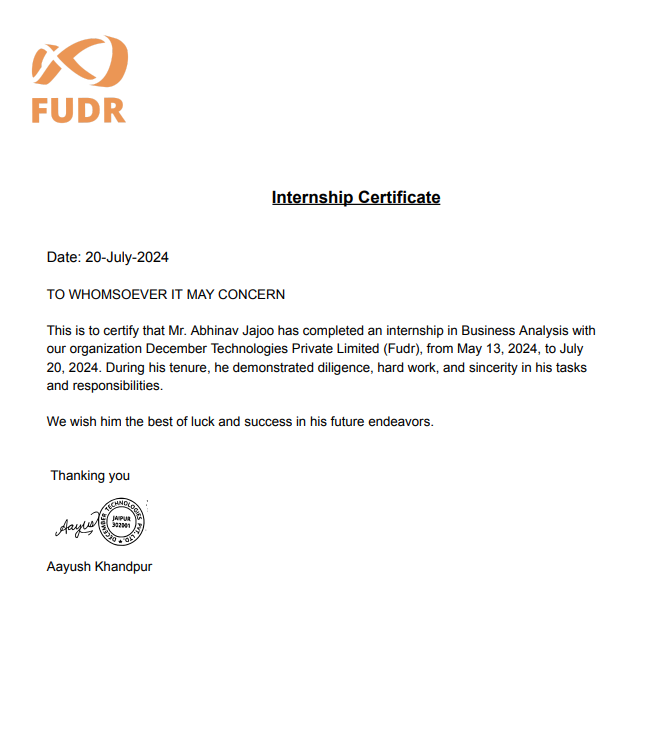 FUDR
Internship Certificate
Date: 20-July-2024
TO WHOMSOEVER IT MAY CONCERN
This is to certify that Mr. Abhinav Jajoo has completed an internship in Business Analysis with
our organization December Technologies Private Limited (Fudr), from May 13, 2024, to July
20, 2024. During his tenure, he demonstrated diligence, hard work, and sincerity in his tasks
and responsibilities.
We wish him the best of luck and success in his future endeavors.
Thanking you
Aayus
DECEMBER TECHNOLOGIES PVT. LTD.
JAIPUR
302001
Aayush Khandpur